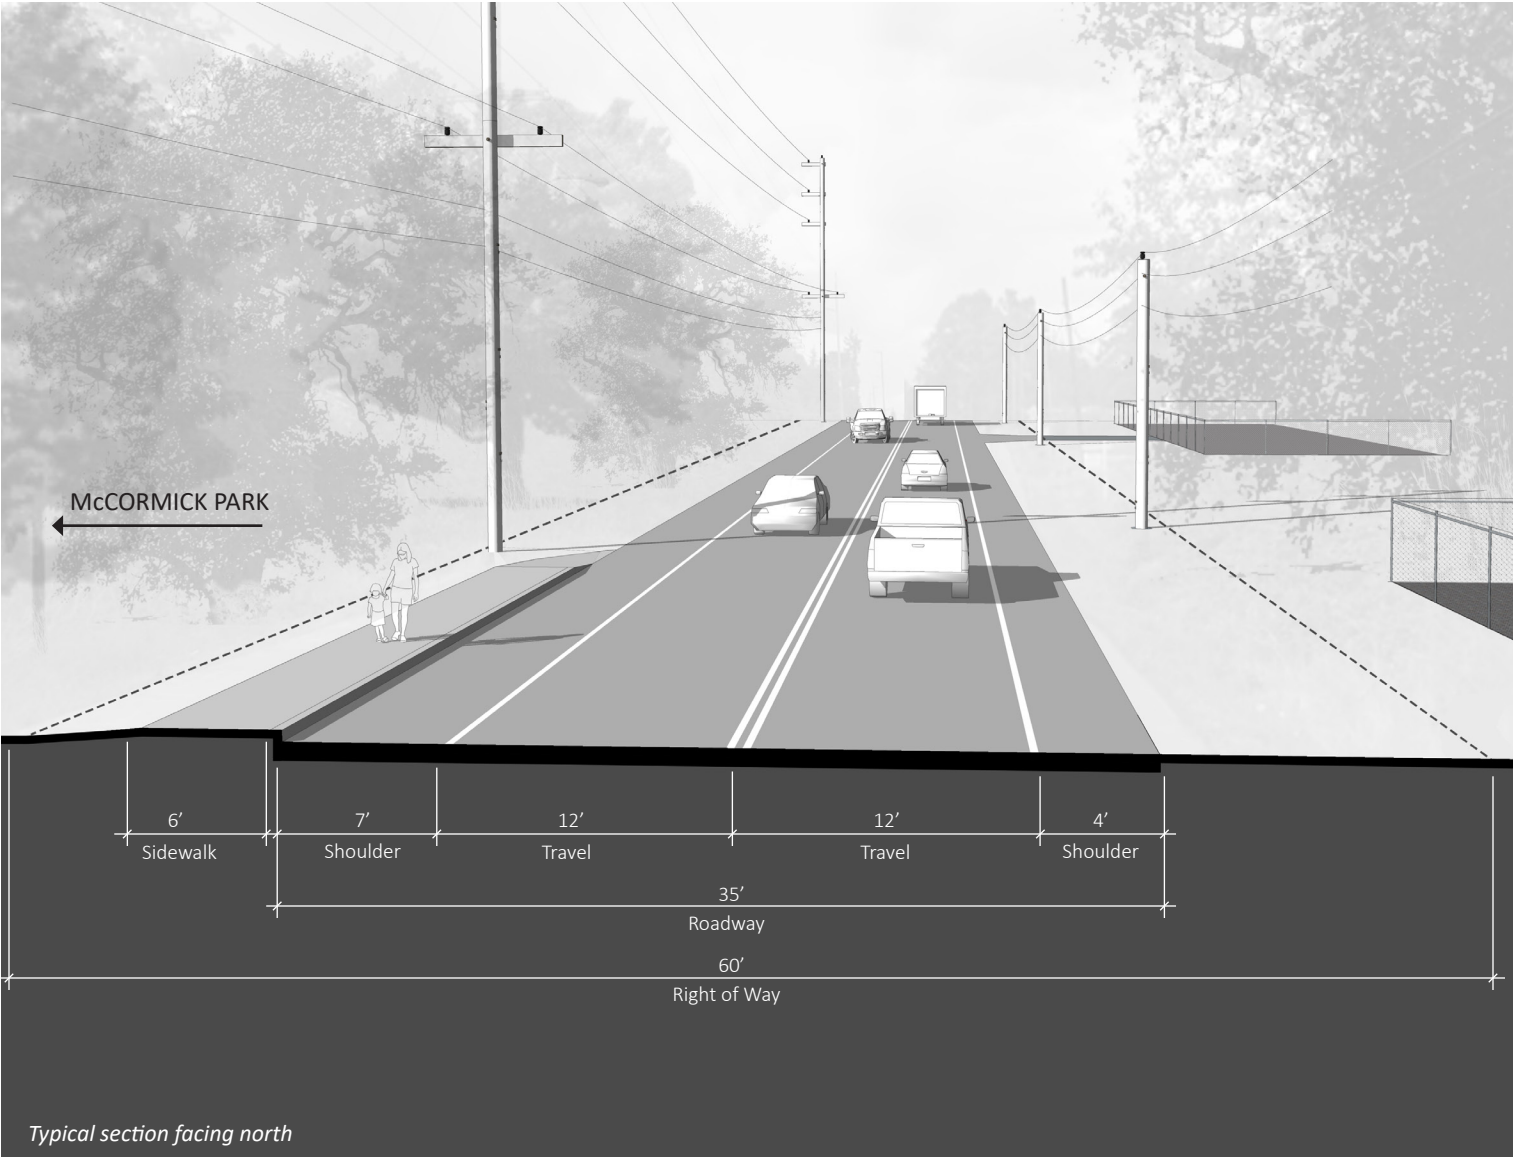 McCORMICK PARK
6’
7’
12’
12’
4’
Sidewalk
Shoulder
Travel
Travel
Shoulder
35’
Roadway
60’
Right of Way
Typical section facing north